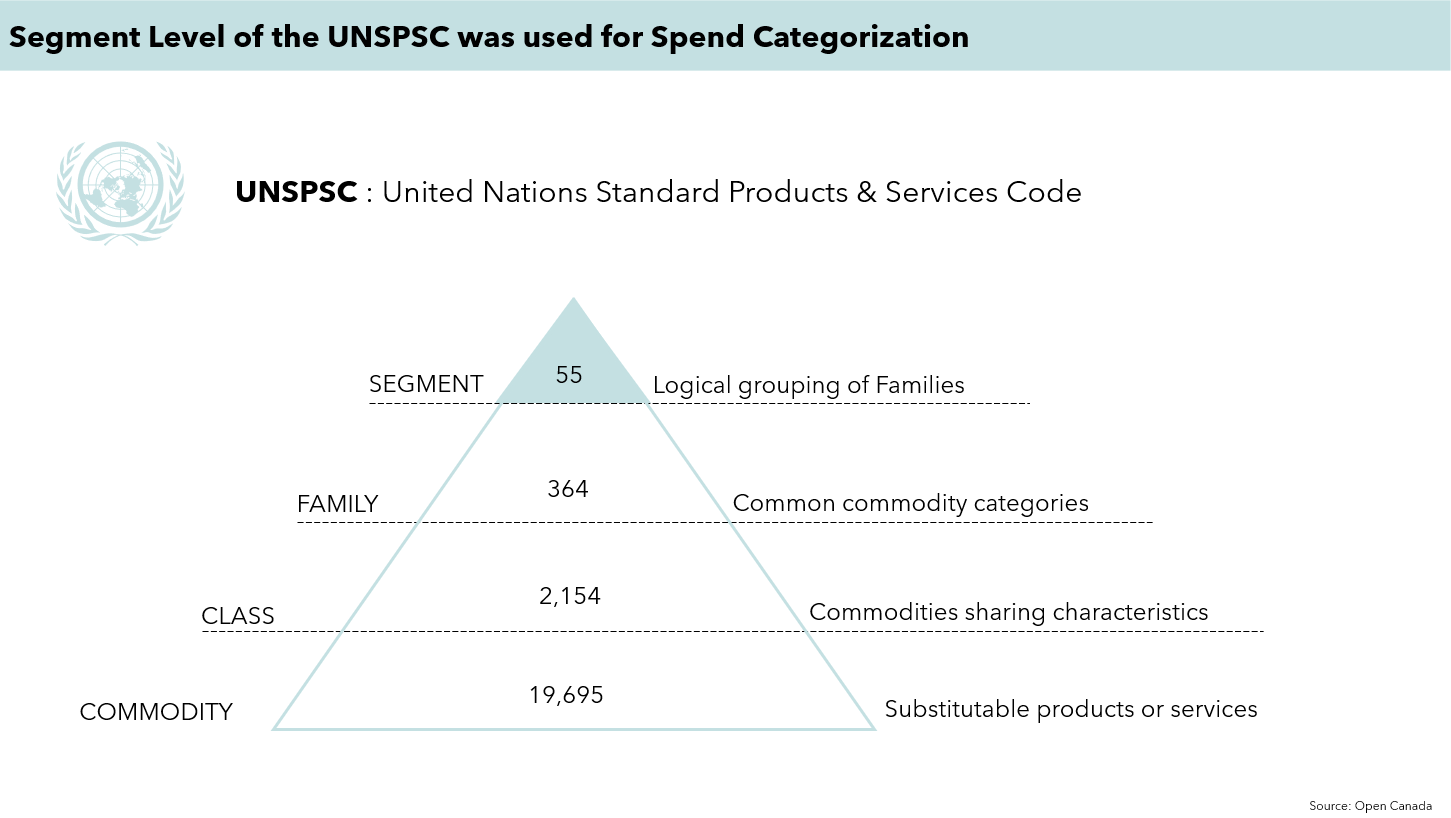 Segment Level of the UNSPSC was used for Spend Categorization
UNSPSC : United Nations Standard Products & Services Code
SEGMENT 55 Logical grouping of Families
FAMILY 364 Common commodity categories
CLASS 2,154 Commodities sharing characteristics
COMMODITY 19,695 Substitutable products or services
Source: Open Canada